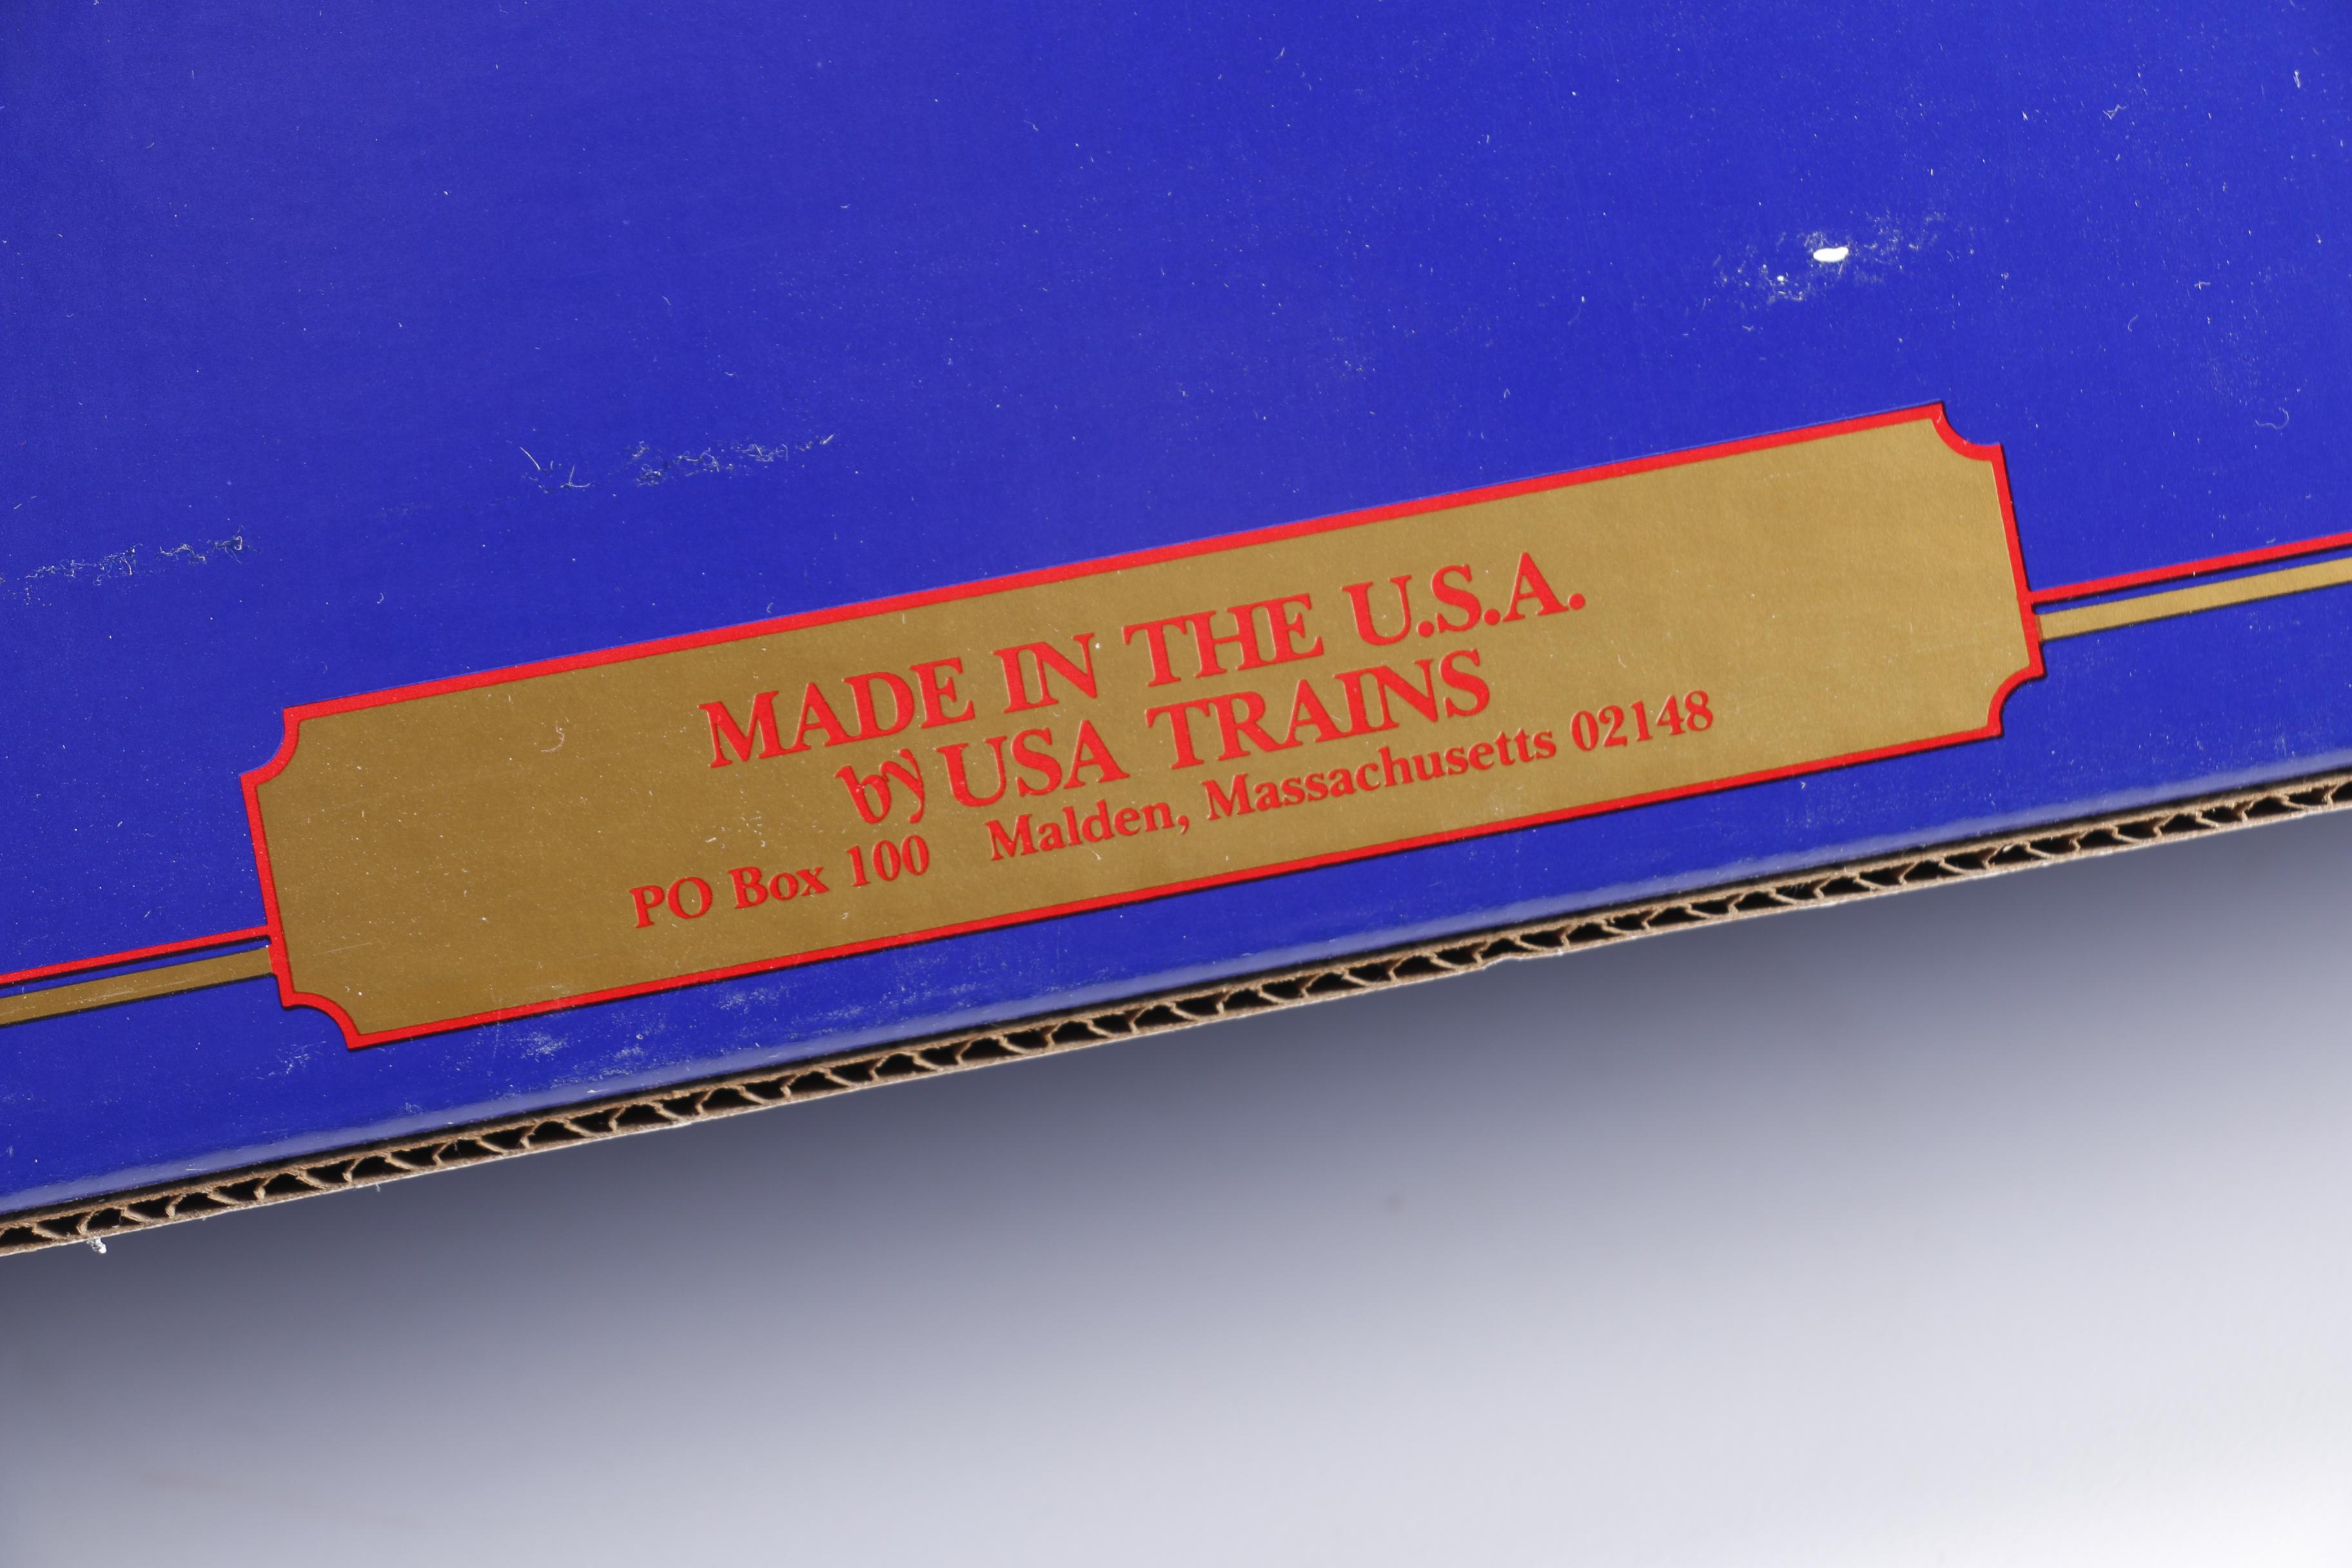 MADE IN THE U.S.A.
by USA TRAINS
PO Box 100 Malden, Massachusetts 02148